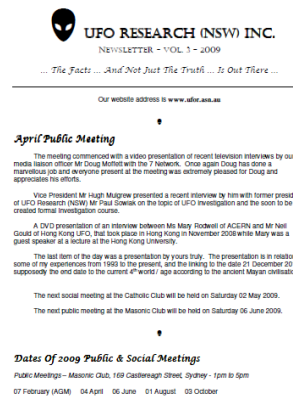 UFO RESEARCH (NSW) INC.
NEWSLETTER – VOL. 3 – 2009
... The Facts ... And Not Just The Truth ... Is Out There ...
Our website address is www.ufor.asn.au
April Public Meeting
The meeting commenced with a video presentation of recent television interviews by ou
media liaison officer Mr Doug Moffett with the 7 Network. Once again Doug has done a
marvellous job and everyone present at the meeting was extremely pleased for Doug and
appreciates his efforts.
Vice President Mr Hugh Mulgrew presented a recent interview by him with former presid
of UFO Research (NSW) Mr Paul Sowiak on the topic of UFO Investigation and the soon to be
created formal Investigation course.
A DVD presentation of an interview between Ms Mary Rodwell of ACERN and Mr Neil
Gould of Hong Kong UFO, that took place in Hong Kong in November 2008 while Mary was a
guest speaker at a lecture at the Hong Kong University.
The last item of the day was a presentation by yours truly. The presentation is in relatio
some of my experiences from 1993 to the present, and the linking to the date 21 December 20
supposedly the end date to the current 4th world / age according to the ancient Mayan civilisatio
The next social meeting at the Catholic Club will be held on Saturday 02 May 2009.
The next public meeting at the Masonic Club will be held on Saturday 06 June 2009.
Dates Of 2009 Public & Social Meetings
Public Meetings – Masonic Club, 169 Castlereagh Street, Sydney - 1pm to 5pm
07 February (AGM) 04 April 06 June 01 August 03 October